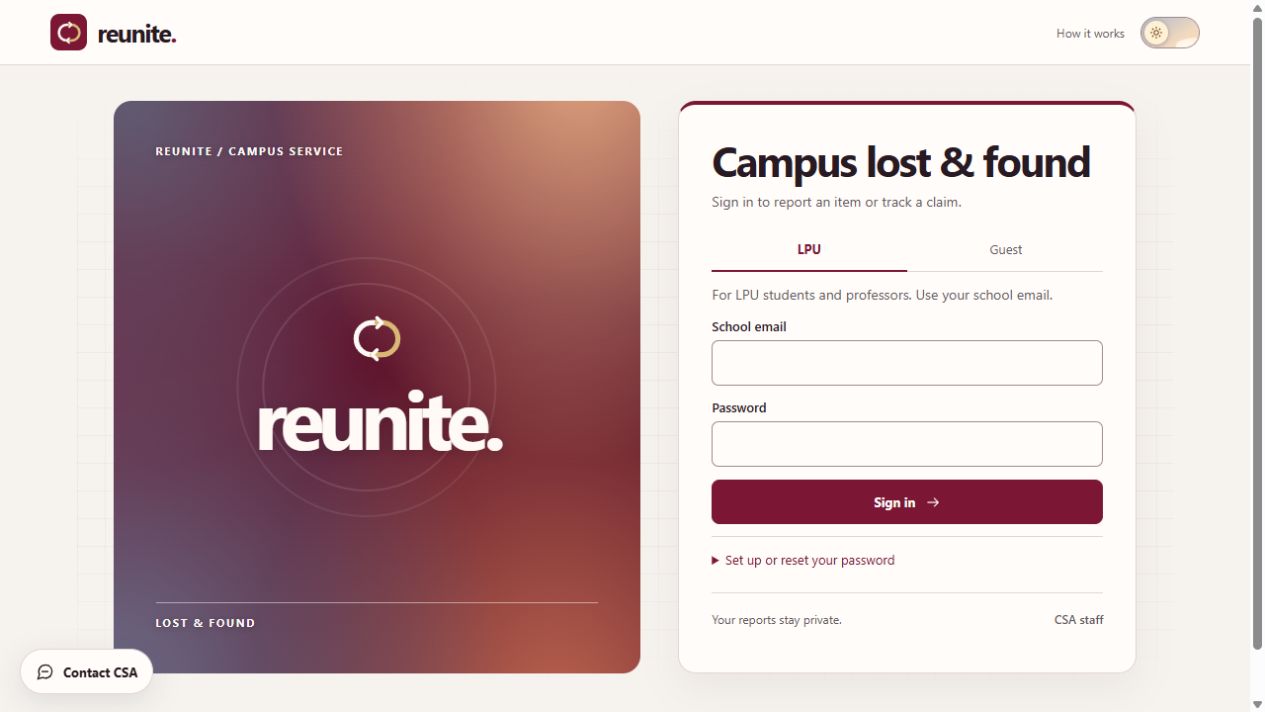 reunite.
How it works
REUNITE / CAMPUS SERVICE
reunite.
LOST & FOUND
Campus lost & found
Sign in to report an item or track a claim.
LPU
Guest
For LPU students and professors. Use your school email.
School email
Password
Sign in →
Set up or reset your password
Your reports stay private.
CSA staff
Contact CSA